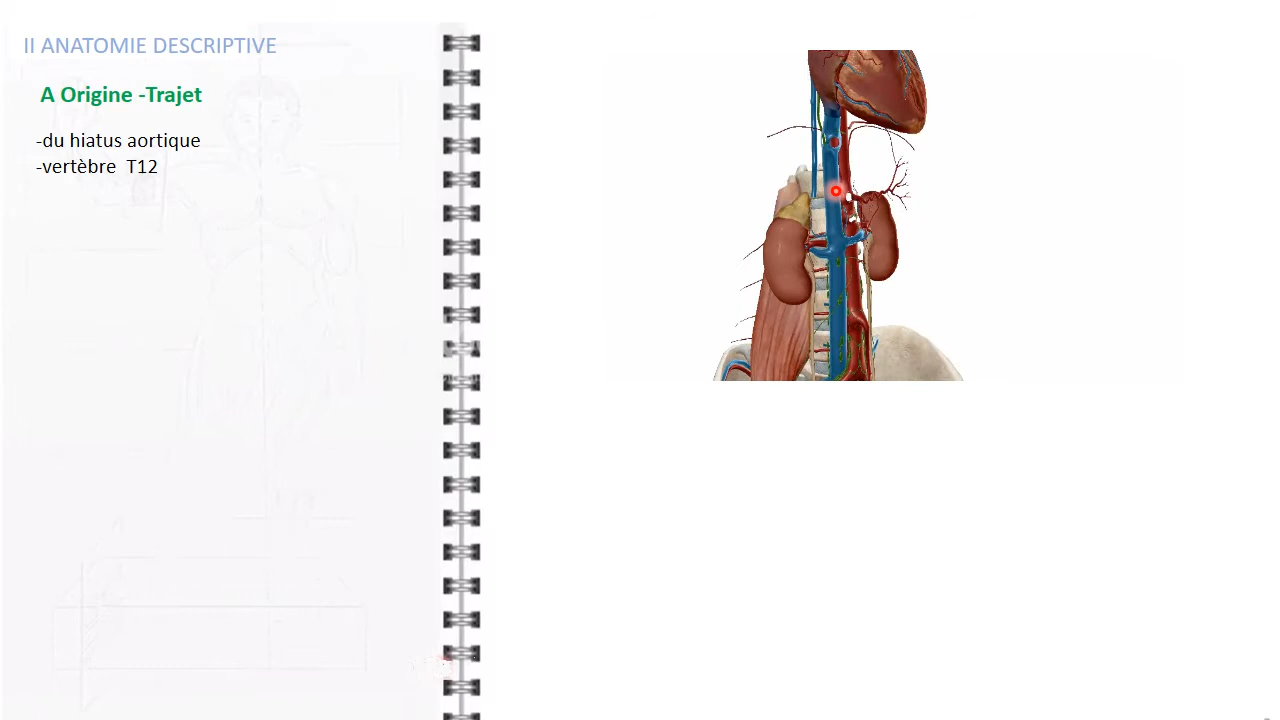 II ANATOMIE DESCRIPTIVE
A Origine -Trajet
-du hiatus aortique
-vertèbre T12